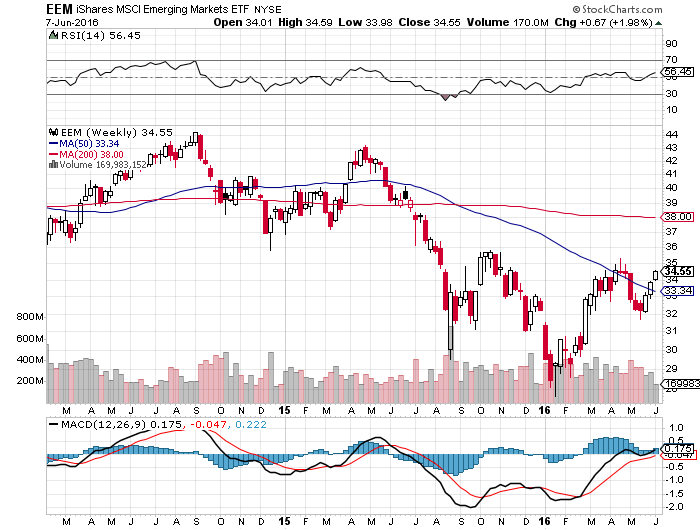 EEM iShares MSCI Emerging Markets ETF NYSE © StockCharts.com
7-Jun-2016 Open 34.01 High 34.59 Low 33.98 Close 34.55 Volume 170.0M Chg +0.67 (+1.98%)
RSI(14) 56.45
90
70
56.45
50
30
10
EEM (Weekly) 34.55
MA(50) 33.34
MA(200) 38.00
Volume 169,983,152
44
43
42
41
40
39
38.00
37
36
35
34.55
34
33.34
33
32
31
30
29
28
800M
600M
400M
200M
169983
M A M J J A S O N D 15 F M A M J J A S O N D 16 F M A M J
MACD(12,26,9) 0.175, -0.047, 0.222
1.0
0.5
0.175
-0.047
-0.5
-1.0
-1.5
-2.0
M A M J J A S O N D 15 F M A M J J A S O N D 16 F M A M J